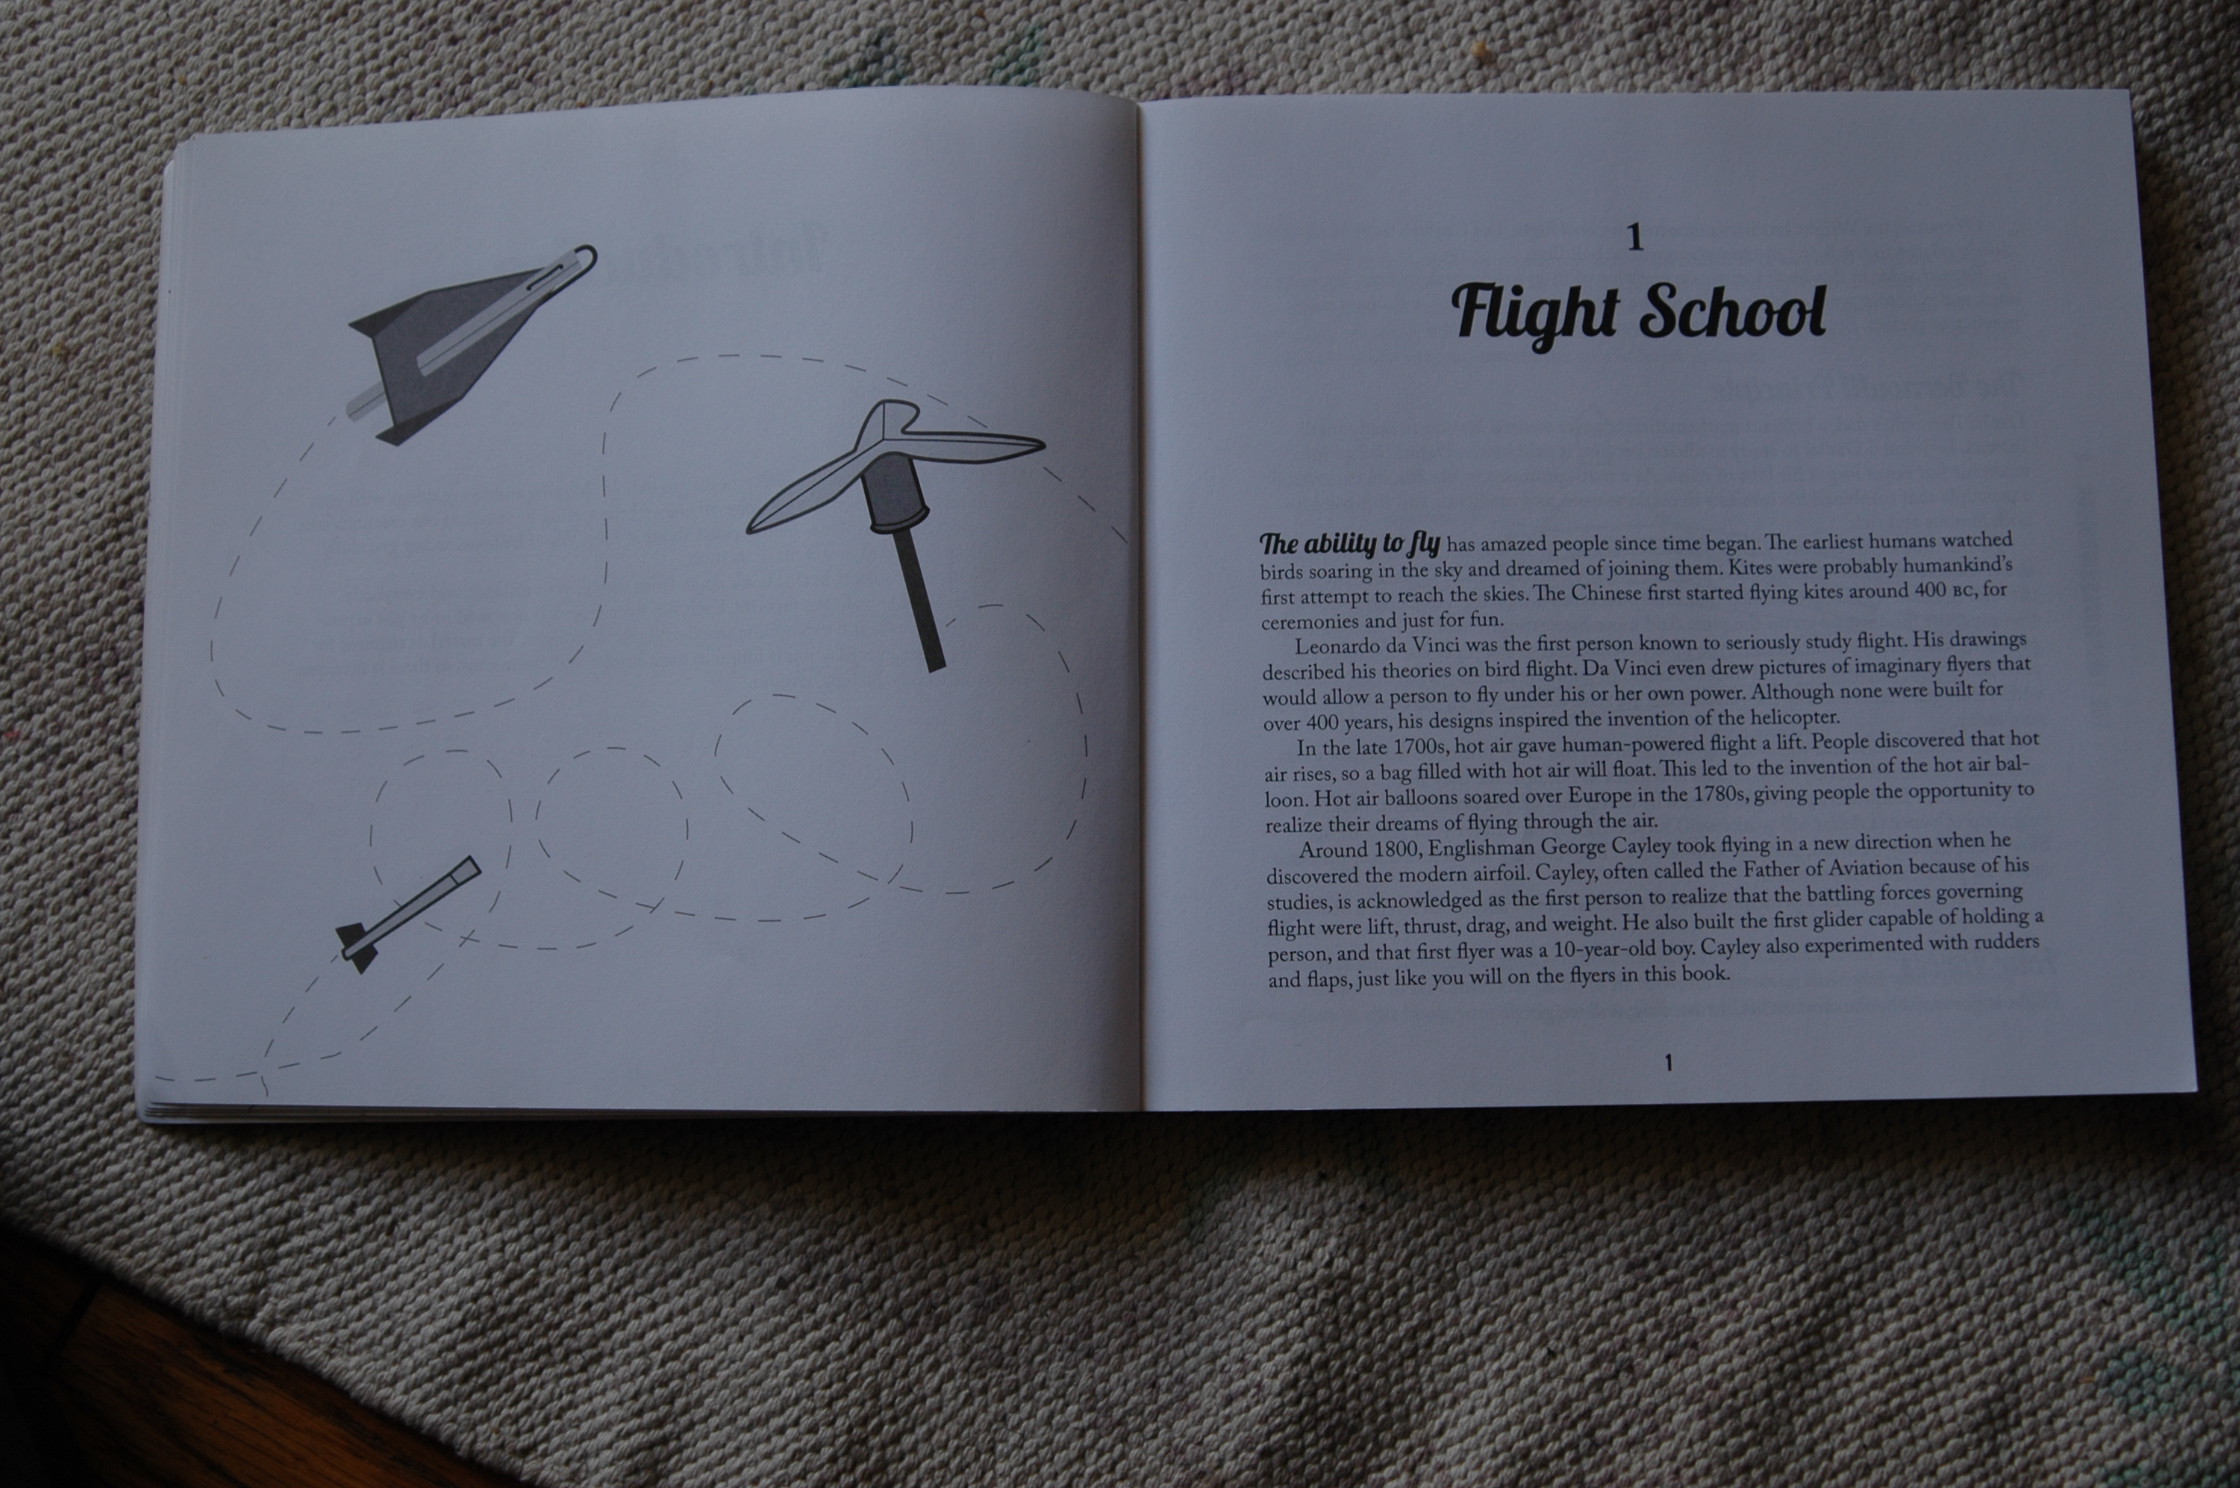 1
Flight School
The ability to fly has amazed people since time began. The earliest humans watched
birds soaring in the sky and dreamed of joining them. Kites were probably humankind's
first attempt to reach the skies. The Chinese first started flying kites around 400 BC, for
ceremonies and just for fun.
Leonardo da Vinci was the first person known to seriously study flight. His drawings
described his theories on bird flight. Da Vinci even drew pictures of imaginary flyers that
would allow a person to fly under his or her own power. Although none were built for
over 400 years, his designs inspired the invention of the helicopter.
In the late 1700s, hot air gave human-powered flight a lift. People discovered that hot
air rises, so a bag filled with hot air will float. This led to the invention of the hot air bal-
loon. Hot air balloons soared over Europe in the 1780s, giving people the opportunity to
realize their dreams of flying through the air.
Around 1800, Englishman George Cayley took flying in a new direction when he
discovered the modern airfoil. Cayley, often called the Father of Aviation because of his
studies, is acknowledged as the first person to realize that the battling forces governing
flight were lift, thrust, drag, and weight. He also built the first glider capable of holding a
person, and that first flyer was a 10-year-old boy. Cayley also experimented with rudders
and flaps, just like you will on the flyers in this book.
1